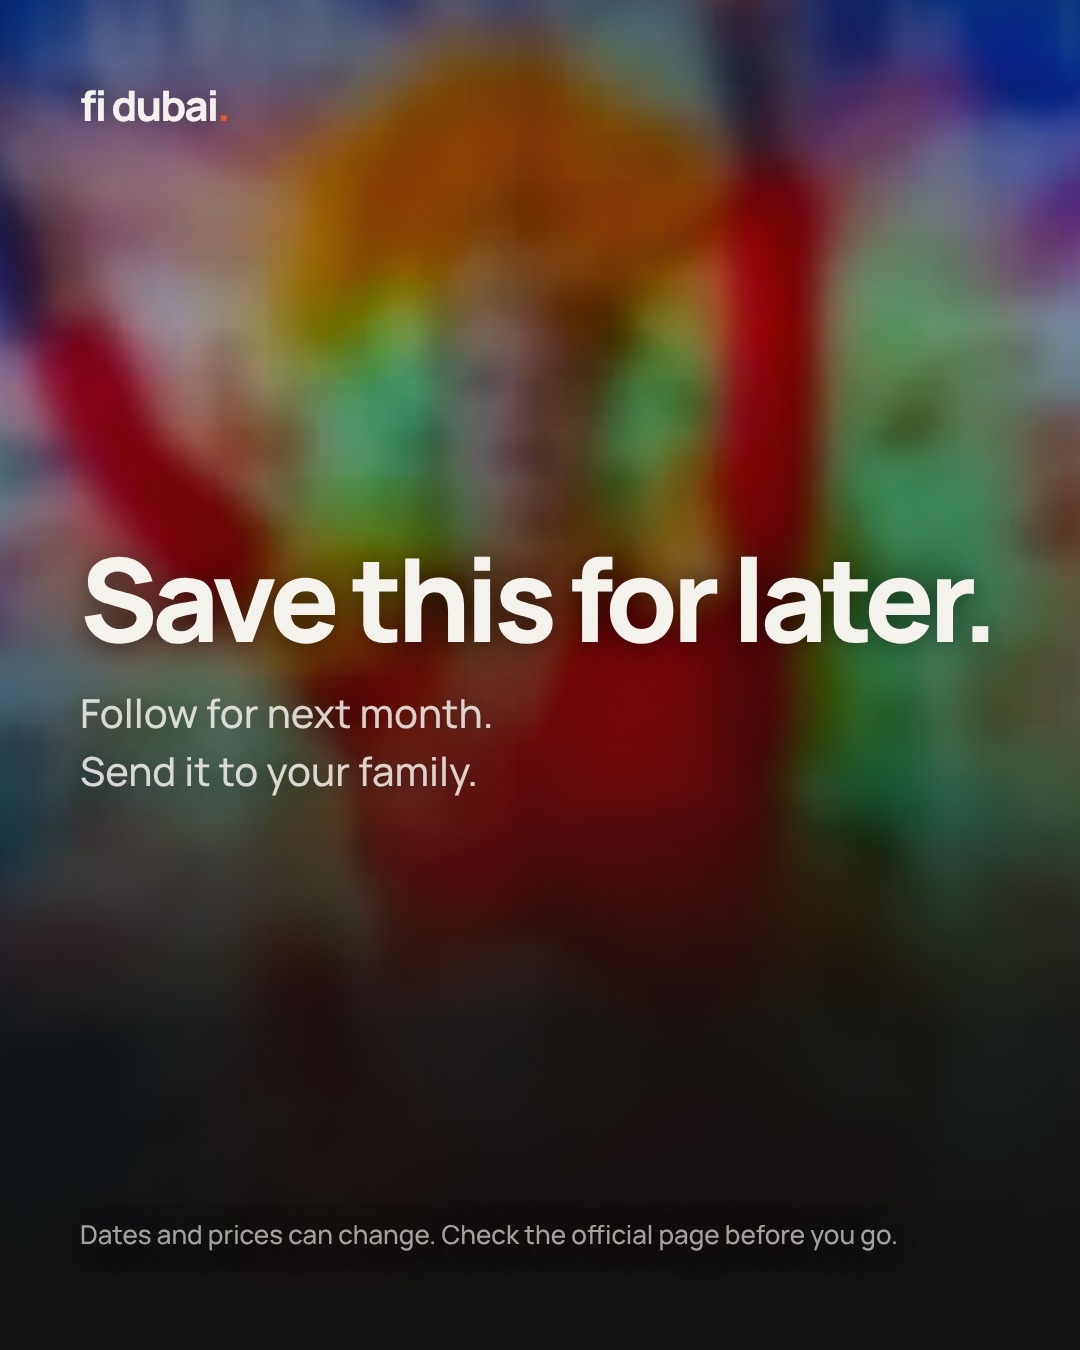 fi dubai.
Save this for later.
Follow for next month.
Send it to your family.
Dates and prices can change. Check the official page before you go.